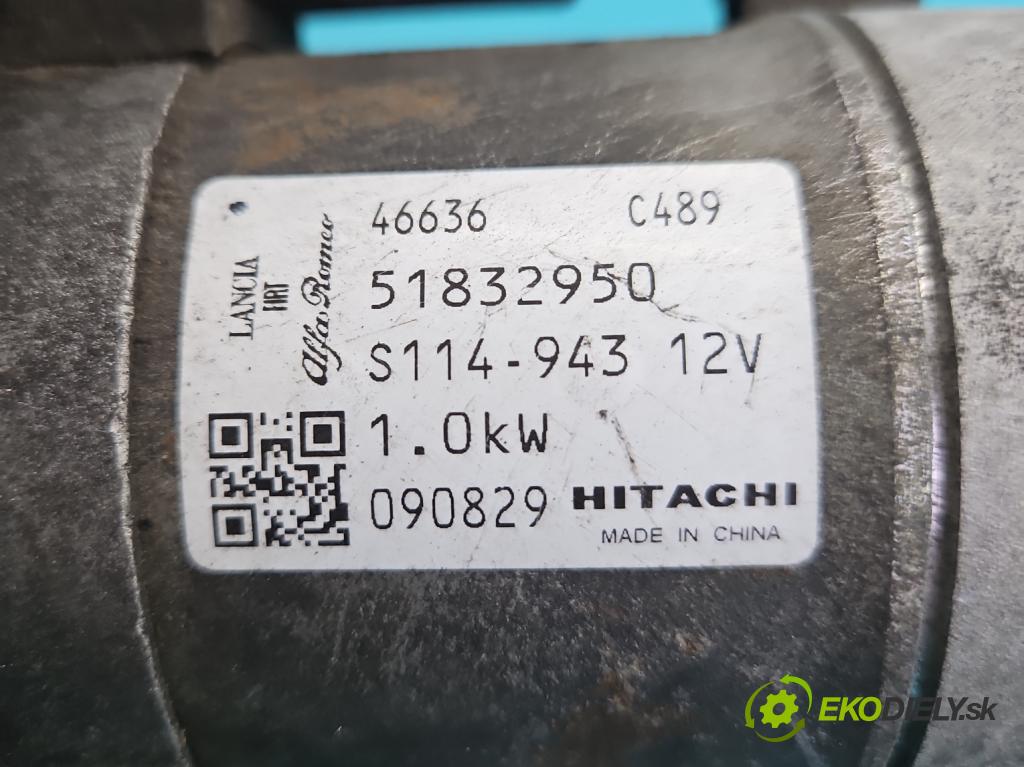 46636 C489
LANCIA
FIAT
Alfa Romeo
51832950
S114-943 12V
1.0kW
090829 HITACHI
MADE IN CHINA
EKODIELY.sk